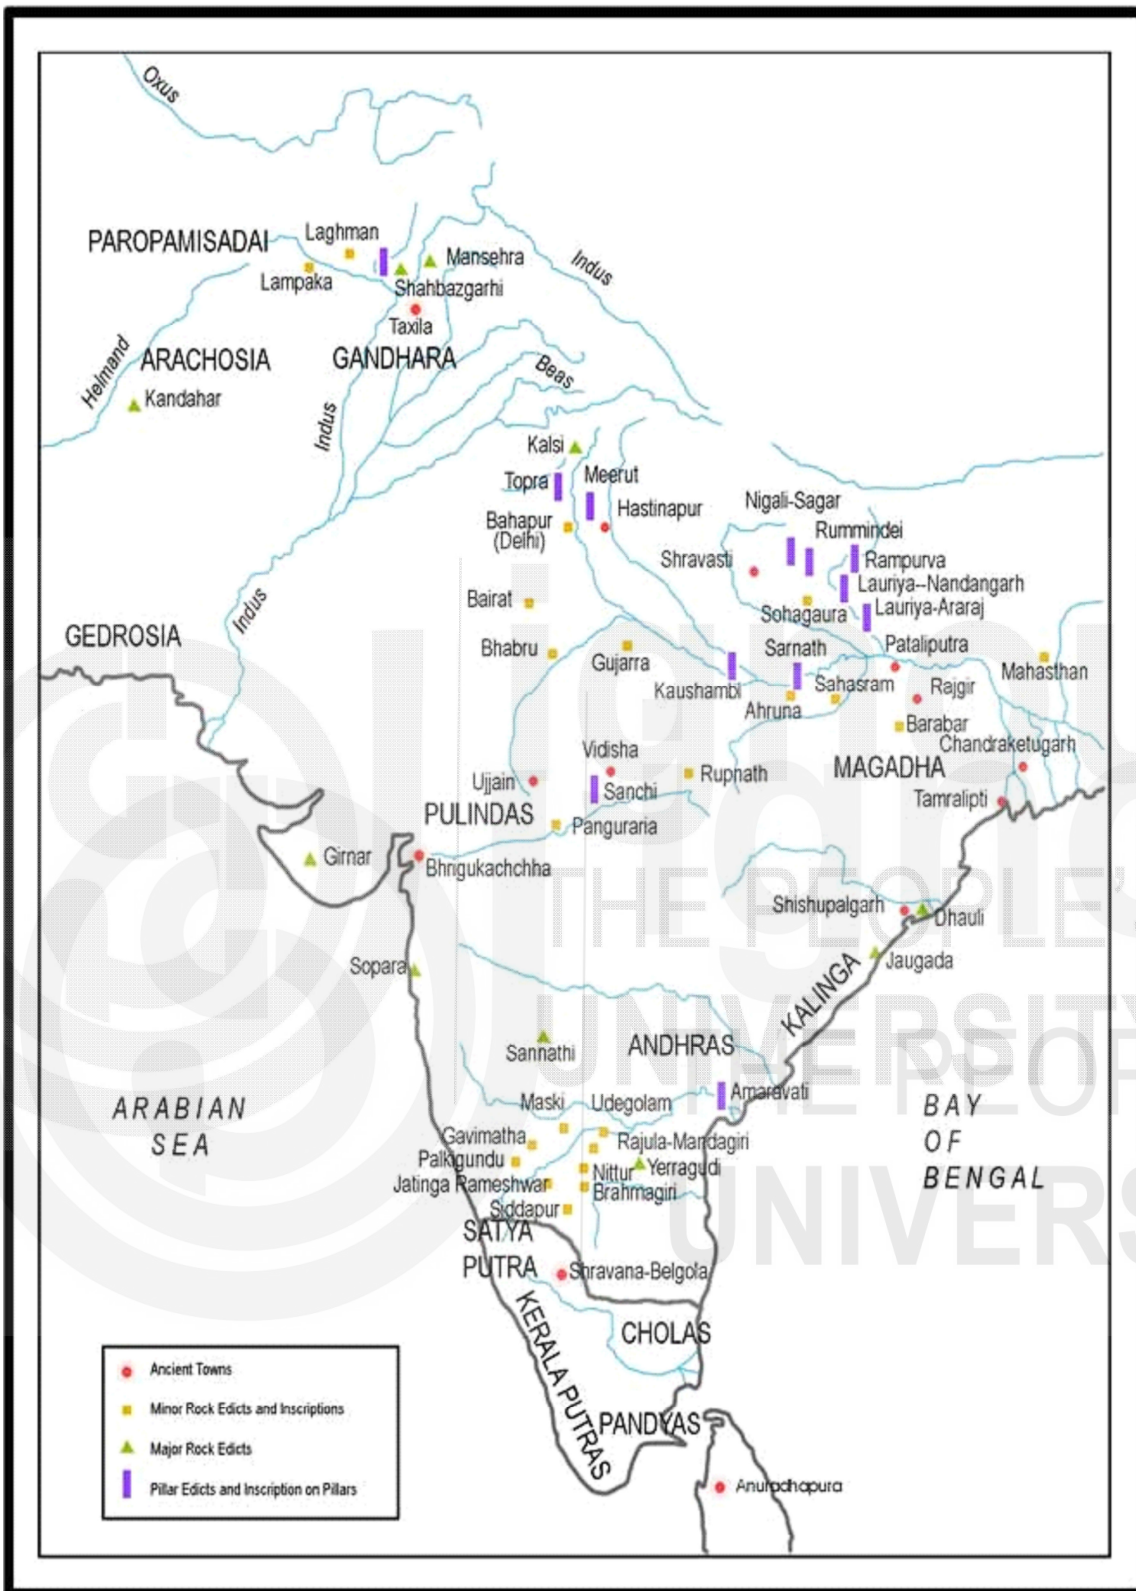 Oxus
PAROPAMISADAI
Laghman
Mansehra
Indus
Lampaka
Shahbazgarhi
Taxila
Helmand
ARACHOSIA
GANDHARA
Beas
Kandahar
Indus
Kalsi
Topra
Meerut
Nigali-Sagar
Bahapur
(Delhi)
Hastinapur
Rummindei
Shravasti
Rampurva
Lauriya--Nandangarh
Bairat
Sohagaura
Lauriya-Araraj
Indus
GEDROSIA
Bhabru
Gujarra
Sarnath
Pataliputra
Mahasthan
Kaushambi
Sahasram
Rajgir
Ahruna
Barabar
Chandraketugarh
Vidisha
Ujjain
Sanchi
Rupnath
MAGADHA
Tamralipti
PULINDAS
Panguraria
Girnar
Bhrigukachchha
Shishupalgarh
Dhauli
Sopara
Jaugada
KALINGA
Sannathi
ANDHRAS
Amaravati
ARABIAN
SEA
BAY
OF
BENGAL
Maski
Udegolam
Gavimatha
Rajula-Mandagiri
Palkigundu
Nittur
Yerragudi
Jatinga Rameshwar
Brahmagiri
Siddapur
SATYA
PUTRA
Shravana-Belgola
KERALA PUTRAS
CHOLAS
PANDYAS
Anuradhapura
Ancient Towns
Minor Rock Edicts and Inscriptions
Major Rock Edicts
Pillar Edicts and Inscription on Pillars
ignou
THE PEOPLE'S
UNIVERSITY